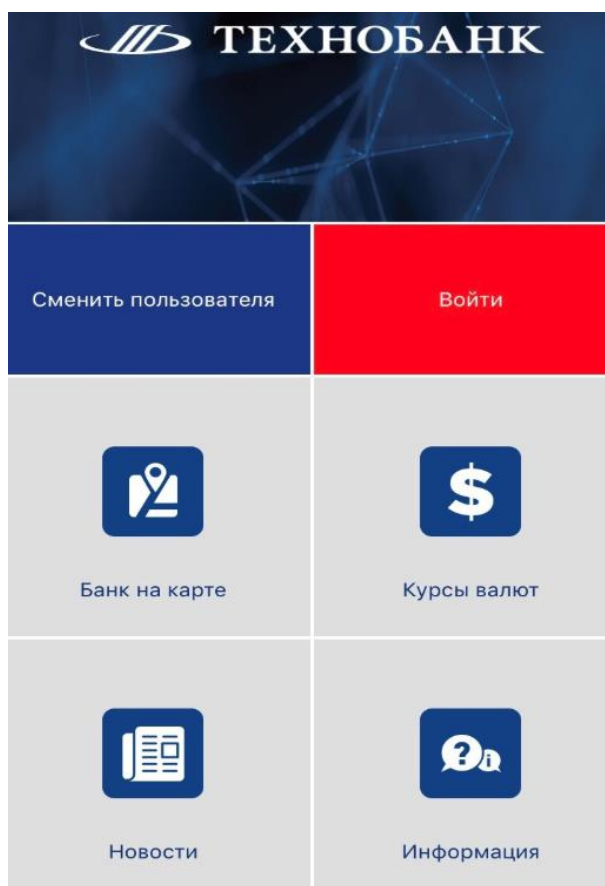 ТЕХНОБАНК
Сменить пользователя
Войти
$
Банк на карте
Курсы валют
? i
Новости
Информация